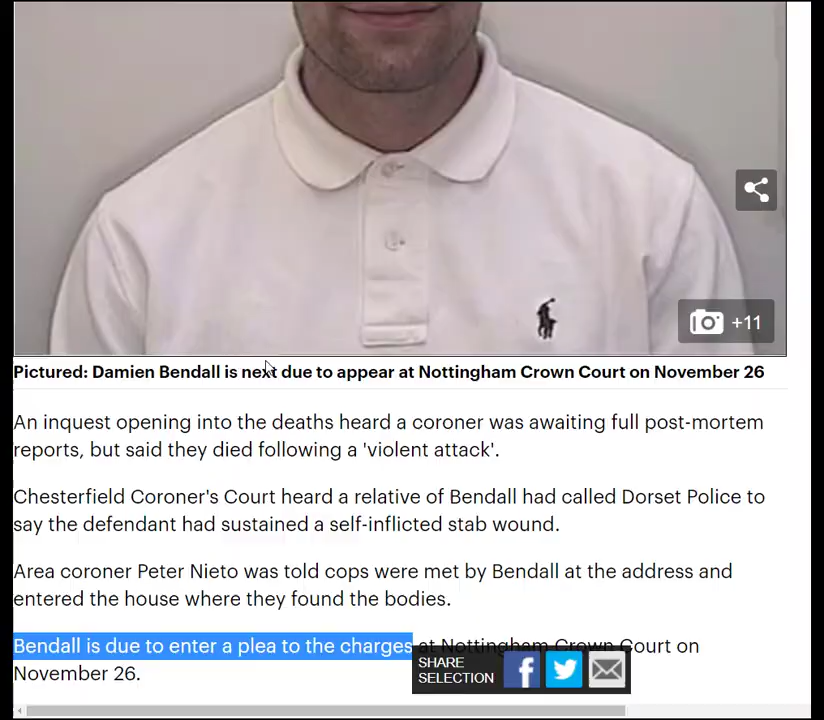 +11
Pictured: Damien Bendall is next due to appear at Nottingham Crown Court on November 26
An inquest opening into the deaths heard a coroner was awaiting full post-mortem
reports, but said they died following a 'violent attack'.
Chesterfield Coroner's Court heard a relative of Bendall had called Dorset Police to
say the defendant had sustained a self-inflicted stab wound.
Area coroner Peter Nieto was told cops were met by Bendall at the address and
entered the house where they found the bodies.
Bendall is due to enter a plea to the charges at Nottingham Crown Court on
November 26.
SHARE
SELECTION